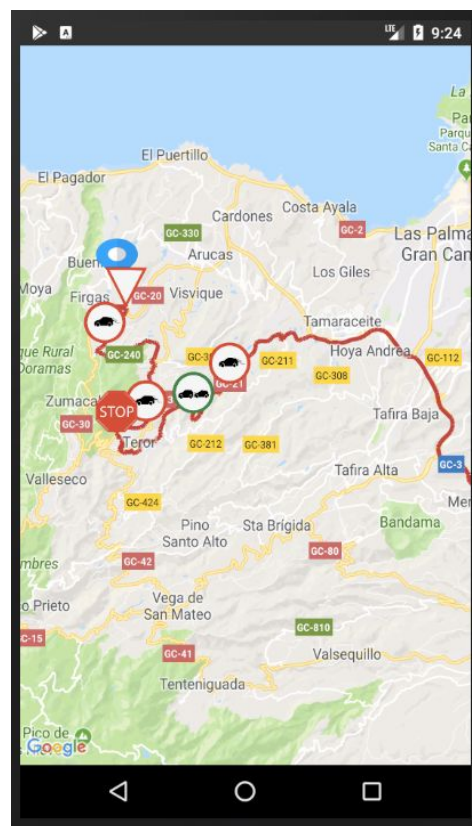 A
LTE
9:24
La
El Puertillo
Pa
Parqu
Santa C
El Pagador
Costa Ayala
Cardones
GC-2
GC-330
Las Palma
Gran Can
Arucas
Buen
Los Giles
Moya
Firgas
GC-20
Visvique
Tamaraceite
que Rural
Doramas
GC-240
GC-3
GC-211
Hoya Andrea
GC-112
GC-21
GC-308
Zumaca
STOP
3
Tafira Baja
GC-30
Teror
GC-212
GC-381
Tafira Alta
GC-3
Valleseco
GC-424
Mer
Pino
Santo Alto
Sta Brígida
Bandama
GC-42
GC-80
mbres
o Prieto
Vega de
San Mateo
GC-15
GC-810
GC-41
Valsequillo
Tenteniguada
Pico de
Google